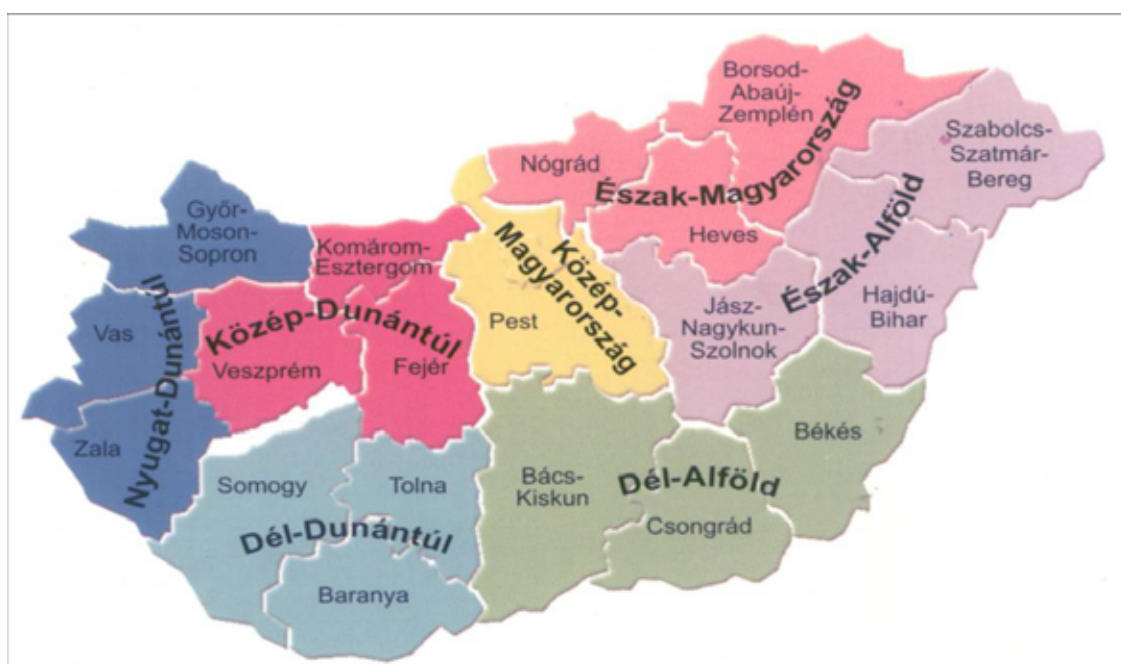 Borsod-
Abaúj-
Zemplén
Szabolcs-
Szatmár-
Bereg
Nógrád
Észak-Magyarország
Heves
Győr-
Moson-
Sopron
Komárom-
Esztergom
Közép-
Magyarország
Pest
Észak-Alföld
Hajdú-
Bihar
Jász-
Nagykun-
Szolnok
Vas
Közép-Dunántúl
Veszprém
Fejér
Nyugat-Dunántúl
Zala
Somogy
Tolna
Dél-Dunántúl
Baranya
Bács-
Kiskun
Dél-Alföld
Csongrád
Békés